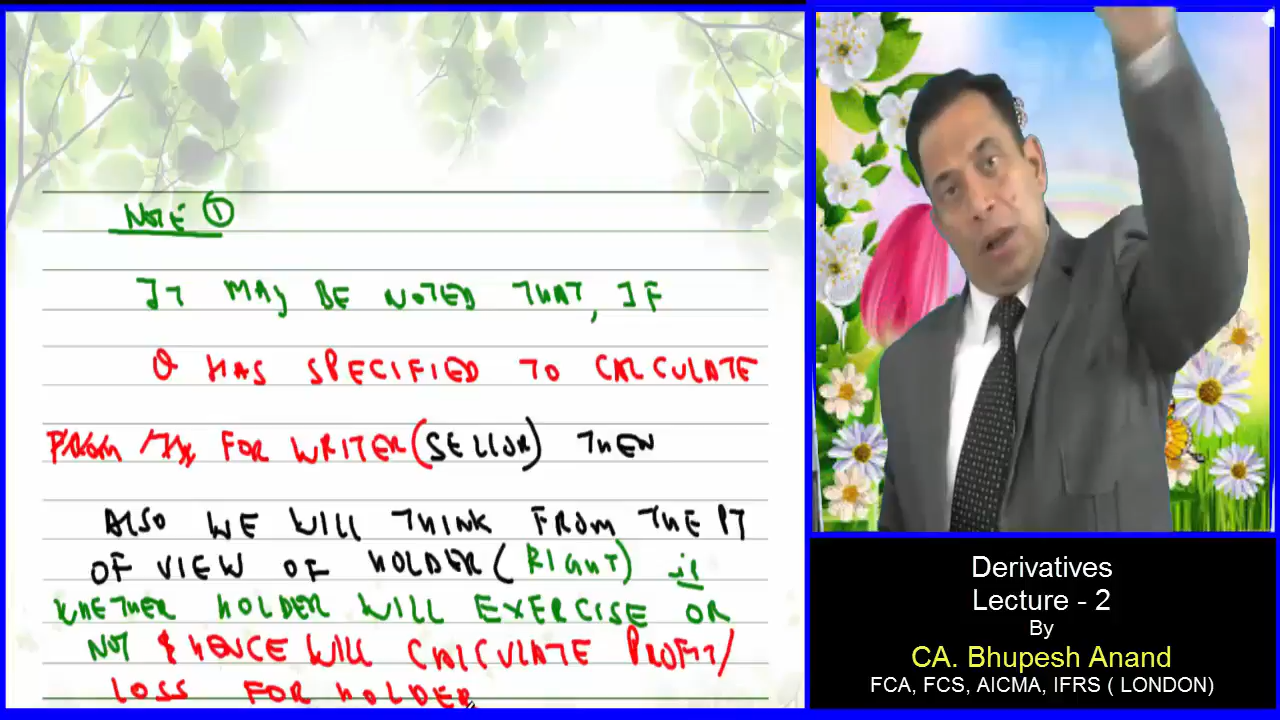 NOTE ①
IT MAY BE NOTED THAT, IF
Q HAS SPECIFIED TO CALCULATE
FOR WRITER (SELLOR) THEN
ALSO WE WILL THINK FROM THE PT
OF VIEW OF HOLDER (RIGHT) ie
WHETHER HOLDER WILL EXERCISE OR
NOT & HENCE WILL CALCULATE PROFIT/
LOSS FOR HOLDER
Derivatives
Lecture - 2
By
CA. Bhupesh Anand
FCA, FCS, AICMA, IFRS ( LONDON)